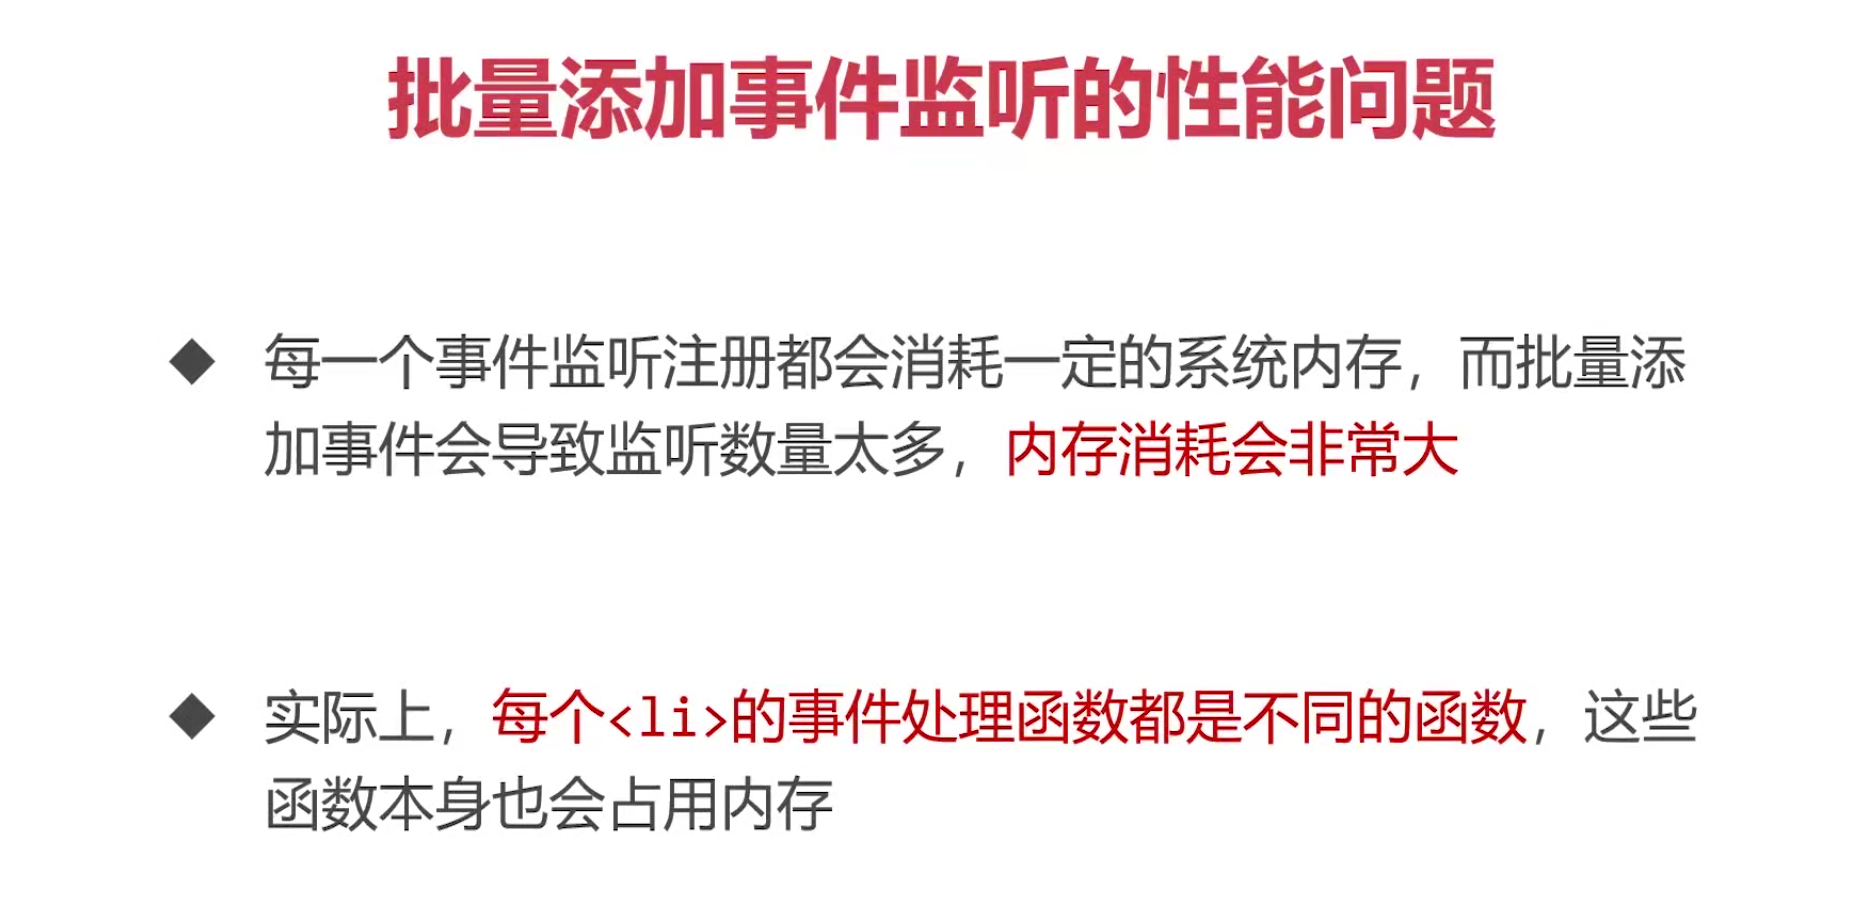 批量添加事件监听的性能问题
◆ 每一个事件监听注册都会消耗一定的系统内存，而批量添
加事件会导致监听数量太多，内存消耗会非常大
◆ 实际上，每个<li>的事件处理函数都是不同的函数，这些
函数本身也会占用内存